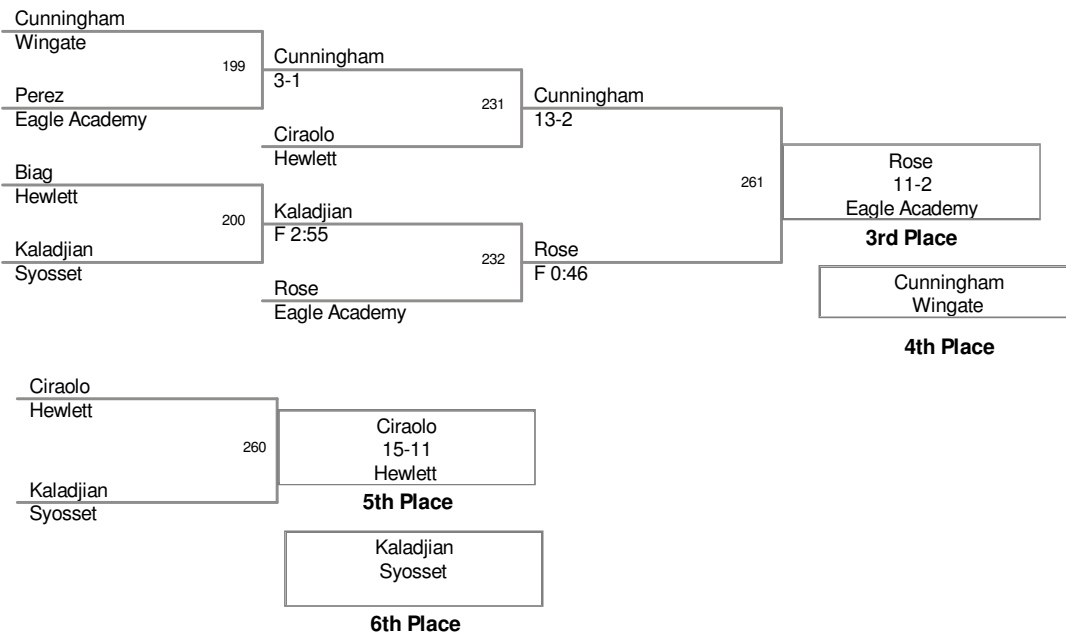 Cunningham
Wingate
199
Perez
Eagle Academy
Cunningham
3-1
231
Ciraolo
Hewlett
Cunningham
13-2
Biag
Hewlett
200
Kaladjian
Syosset
Kaladjian
F 2:55
232
Rose
Eagle Academy
Rose
F 0:46
261
Rose
11-2
Eagle Academy
3rd Place
Cunningham
Wingate
4th Place
Ciraolo
Hewlett
260
Kaladjian
Syosset
Ciraolo
15-11
Hewlett
5th Place
Kaladjian
Syosset
6th Place